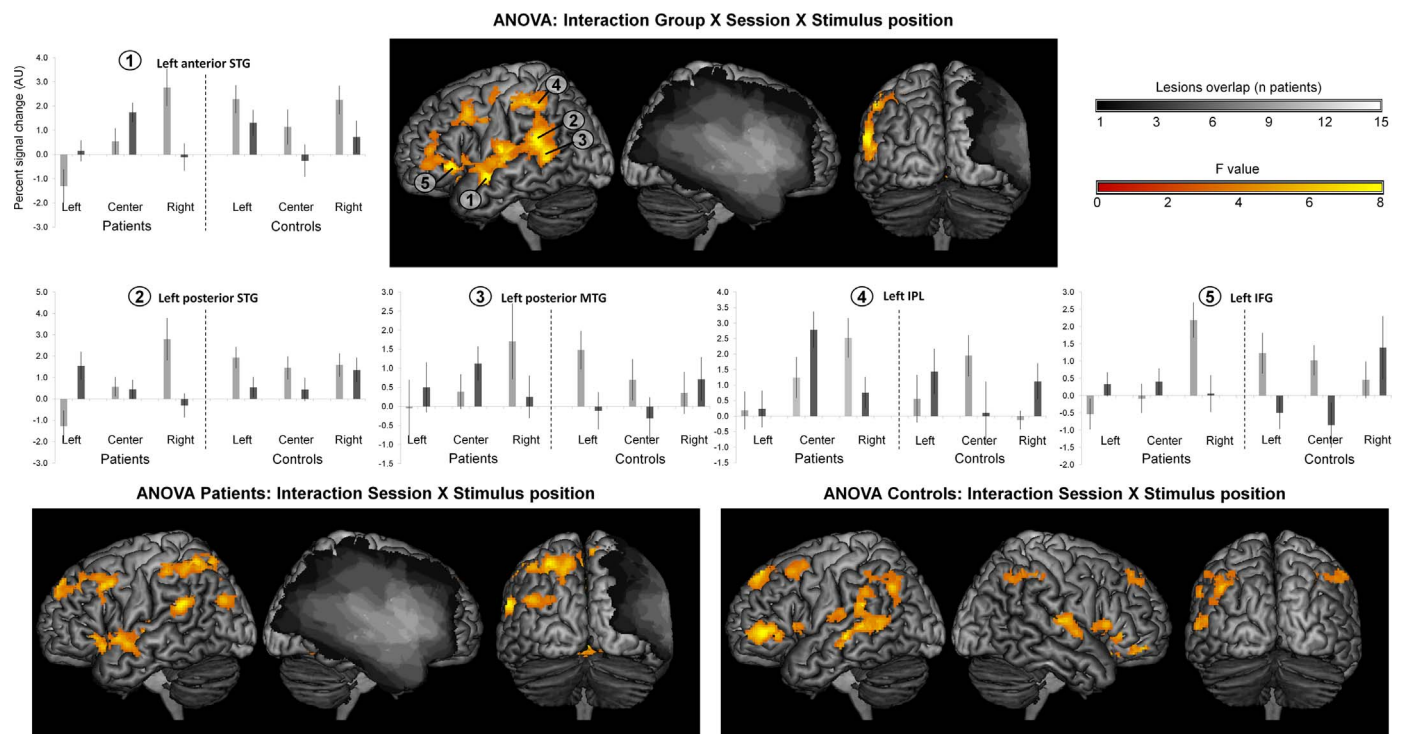 ANOVA: Interaction Group X Session X Stimulus position
1 Left anterior STG
Percent signal change (AU)
4.0
3.0
2.0
1.0
0.0
-1.0
-2.0
-3.0
Left Center Right Left Center Right
Patients Controls
4
2
3
5
1
Lesions overlap (n patients)
1 3 6 9 12 15
F value
0 2 4 6 8
2 Left posterior STG
5.0
4.0
3.0
2.0
1.0
0.0
-1.0
-2.0
-3.0
Left Center Right Left Center Right
Patients Controls
3 Left posterior MTG
3.0
2.5
2.0
1.5
1.0
0.5
0.0
-0.5
-1.0
-1.5
Left Center Right Left Center Right
Patients Controls
4 Left IPL
4.0
3.5
3.0
2.5
2.0
1.5
1.0
0.5
0.0
-0.5
-1.0
-1.5
Left Center Right Left Center Right
Patients Controls
5 Left IFG
3.0
2.5
2.0
1.5
1.0
0.5
0.0
-0.5
-1.0
-1.5
-2.0
Left Center Right Left Center Right
Patients Controls
ANOVA Patients: Interaction Session X Stimulus position
ANOVA Controls: Interaction Session X Stimulus position